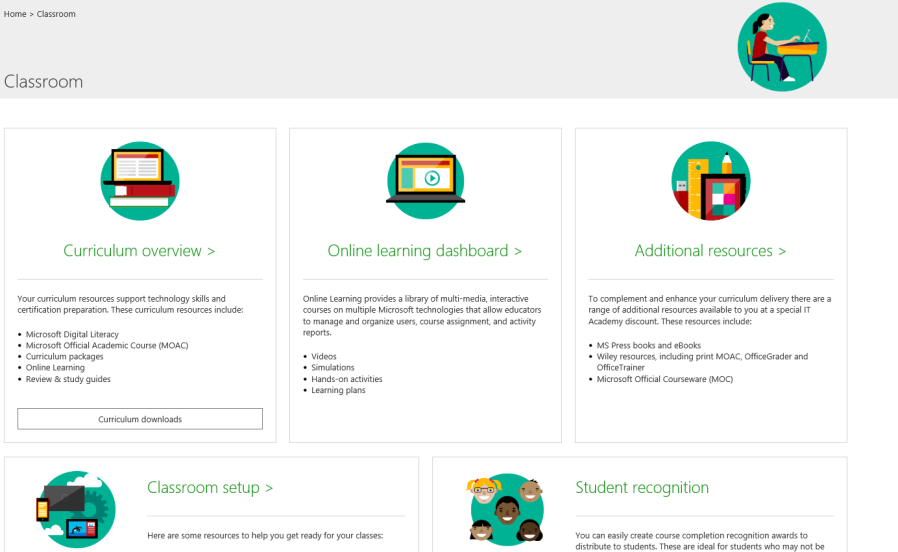 Home > Classroom
Classroom
Curriculum overview >
Your curriculum resources support technology skills and
certification preparation. These curriculum resources include:
• Microsoft Digital Literacy
• Microsoft Official Academic Course (MOAC)
• Curriculum packages
• Online Learning
• Review & study guides
Curriculum downloads
Online learning dashboard >
Online Learning provides a library of multi-media, interactive
courses on multiple Microsoft technologies that allow educators
to manage and organize users, course assignment, and activity
reports.
• Videos
• Simulations
• Hands-on activities
• Learning plans
Additional resources >
To complement and enhance your curriculum delivery there are a
range of additional resources available to you at a special IT
Academy discount. These resources include:
• MS Press books and eBooks
• Wiley resources, including print MOAC, OfficeGrader and
OfficeTrainer
• Microsoft Official Courseware (MOC)
Classroom setup >
Here are some resources to help you get ready for your classes:
Student recognition
You can easily create course completion recognition awards to
distribute to students. These are ideal for students who may not be